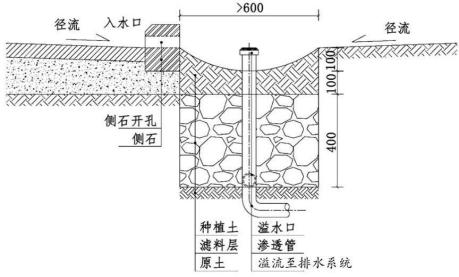 >600
径流
入水口
径流
100
100
400
侧石开孔
侧石
种植土
溢水口
滤料层
渗透管
原土
溢流至排水系统